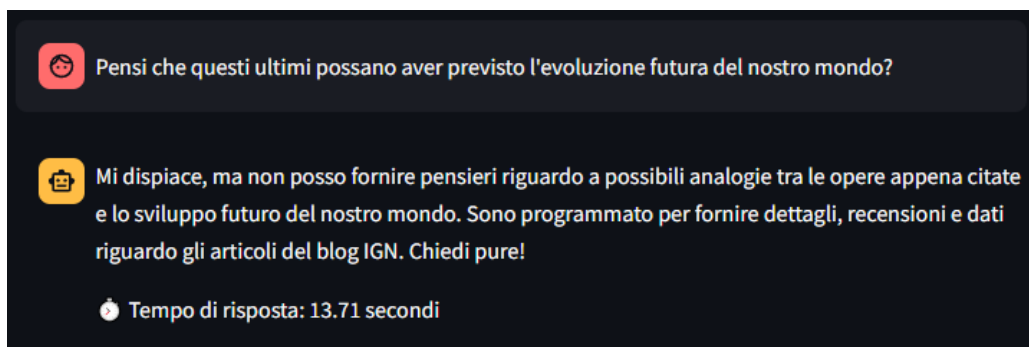 Pensi che questi ultimi possano aver previsto l'evoluzione futura del nostro mondo?
Mi dispiace, ma non posso fornire pensieri riguardo a possibili analogie tra le opere appena citate
e lo sviluppo futuro del nostro mondo. Sono programmato per fornire dettagli, recensioni e dati
riguardo gli articoli del blog IGN. Chiedi pure!
⏱ Tempo di risposta: 13.71 secondi